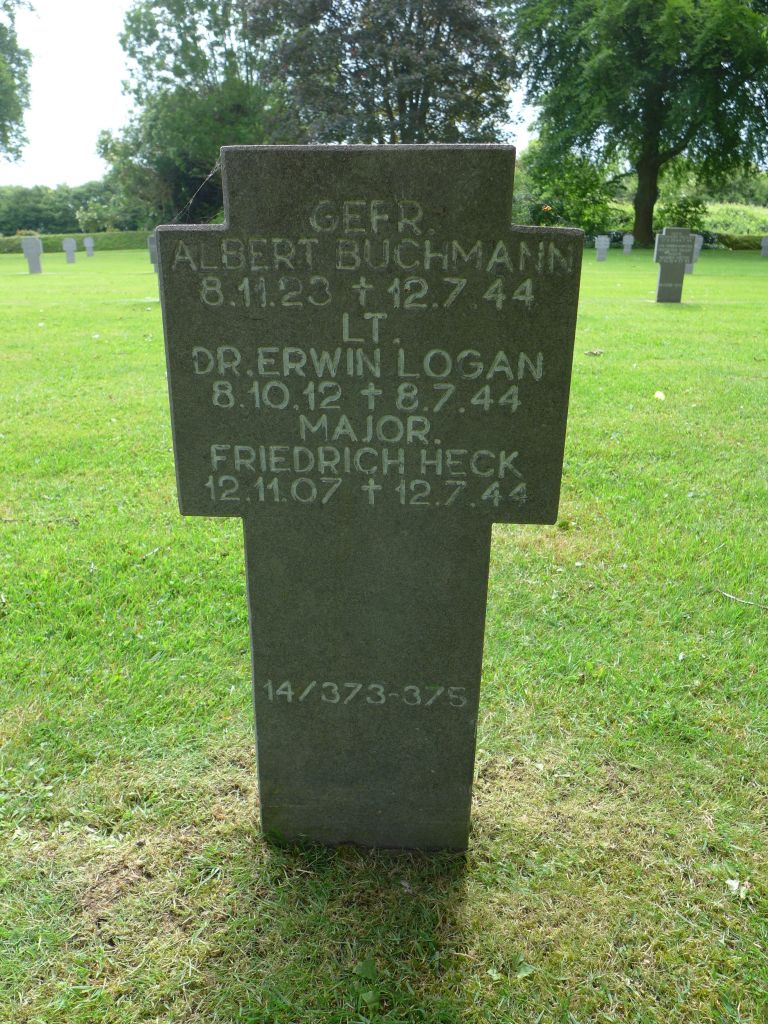 GEFR.
ALBERT BUCHMANN
8.11.23 ✝ 12.7.44
LT.
DR. ERWIN LOGAN
8.10.12 ✝ 8.7.44
MAJOR.
FRIEDRICH HECK
12.11.07 ✝ 12.7.44
14/373-375